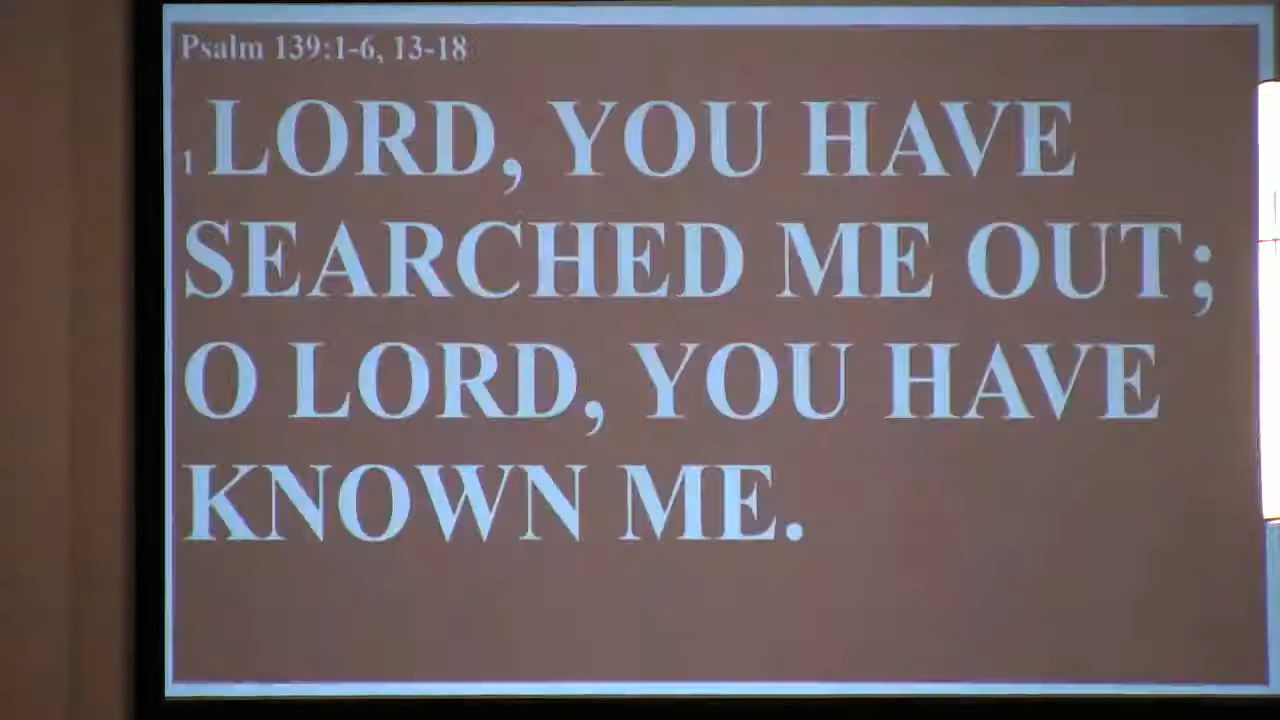 Psalm 139:1-6, 13-18
1 LORD, YOU HAVE
SEARCHED ME OUT;
O LORD, YOU HAVE
KNOWN ME.